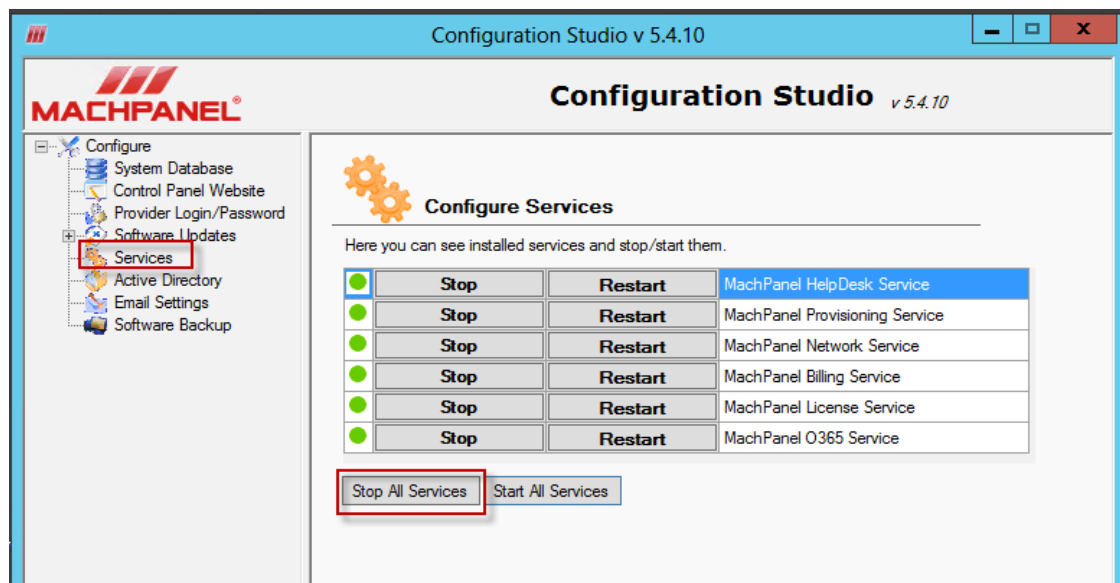 Configuration Studio v 5.4.10
x
MACHPANEL®
Configuration Studio v 5.4.10
Configure
System Database
Control Panel Website
Provider Login/Password
Software Updates
Services
Active Directory
Email Settings
Software Backup
Configure Services
Here you can see installed services and stop/start them.
Stop Restart MachPanel HelpDesk Service
Stop Restart MachPanel Provisioning Service
Stop Restart MachPanel Network Service
Stop Restart MachPanel Billing Service
Stop Restart MachPanel License Service
Stop Restart MachPanel O365 Service
Stop All Services Start All Services